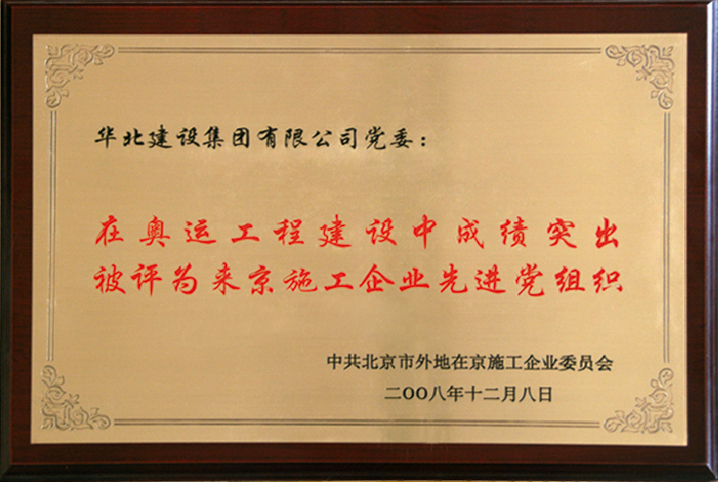 华北建设集团有限公司党委：
在奥运工程建设中成绩突出
被评为来京施工企业先进党组织
中共北京市外地在京施工企业委员会
二OO八年十二月八日